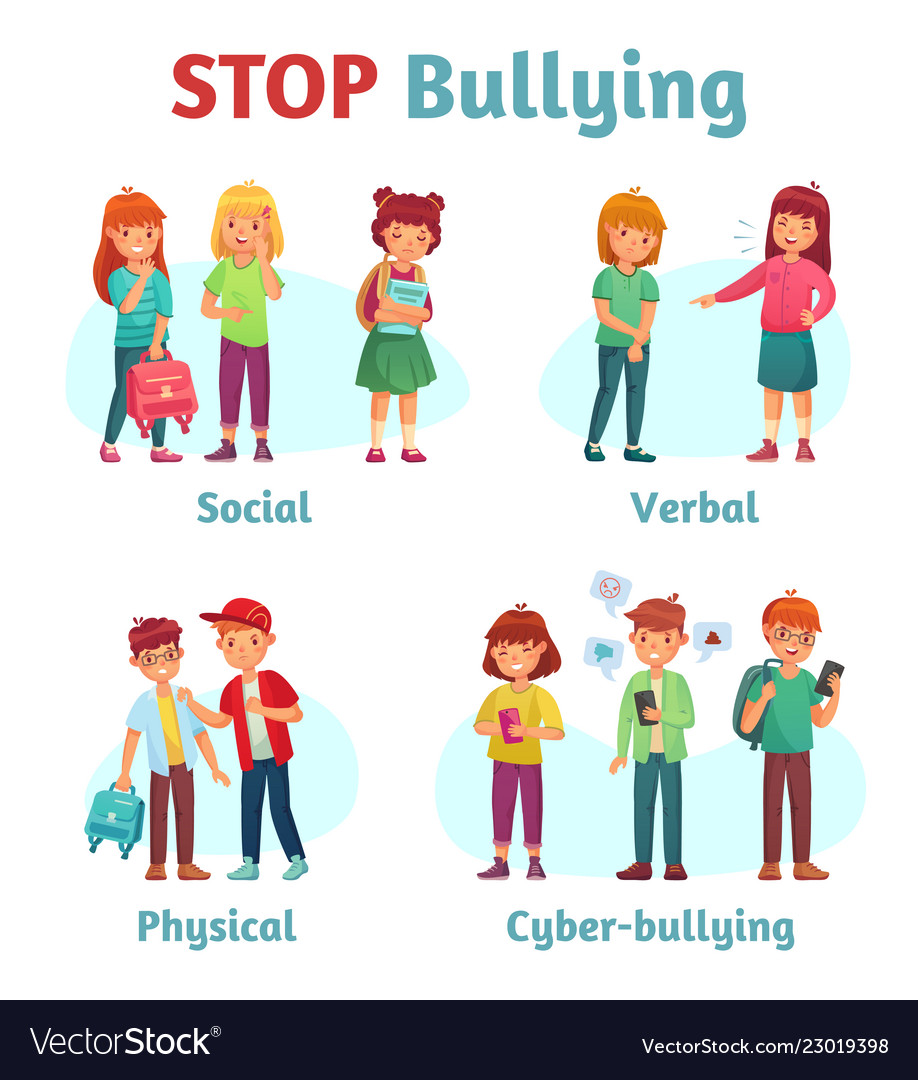 STOP Bullying
Social
Verbal
Physical
Cyber-bullying
VectorStock®
VectorStock.com/23019398